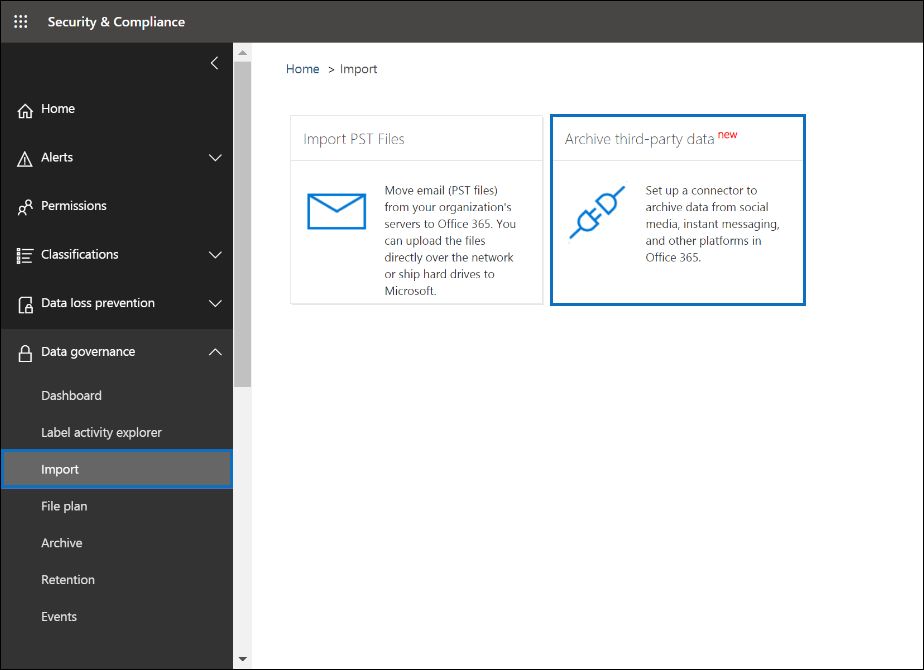 Security & Compliance
Home
Alerts
Permissions
Classifications
Data loss prevention
Data governance
Dashboard
Label activity explorer
Import
File plan
Archive
Retention
Events
Home > Import
Import PST Files
Move email (PST files)
from your organization's
servers to Office 365. You
can upload the files
directly over the network
or ship hard drives to
Microsoft.
Archive third-party data new
Set up a connector to
archive data from social
media, instant messaging,
and other platforms in
Office 365.